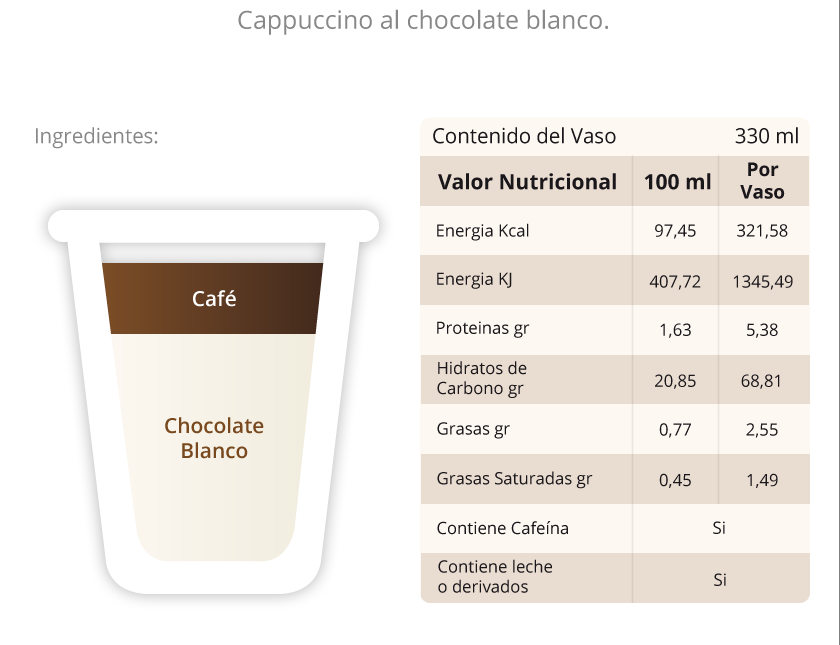 Cappuccino al chocolate blanco.
Ingredientes:
Café
Chocolate
Blanco
Contenido del Vaso 330 ml
Valor Nutricional 100 ml Por Vaso
Energia Kcal 97,45 321,58
Energia KJ 407,72 1345,49
Proteinas gr 1,63 5,38
Hidratos de
Carbono gr 20,85 68,81
Grasas gr 0,77 2,55
Grasas Saturadas gr 0,45 1,49
Contiene Cafeína Si
Contiene leche
o derivados Si